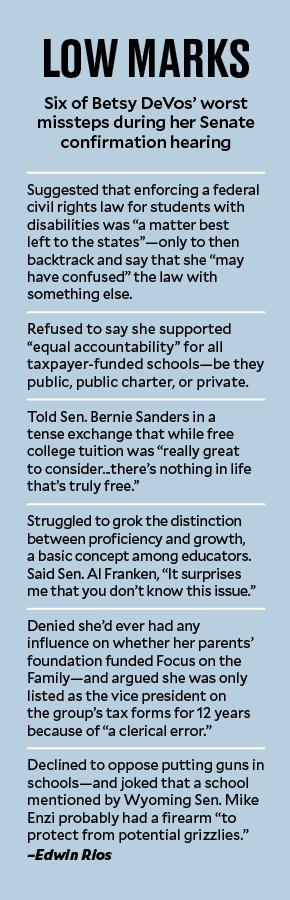 LOW MARKS
Six of Betsy DeVos’ worst
missteps during her Senate
confirmation hearing
Suggested that enforcing a federal
civil rights law for students with
disabilities was “a matter best
left to the states”—only to then
backtrack and say that she “may
have confused” the law with
something else.
Refused to say she supported
“equal accountability” for all
taxpayer-funded schools—be they
public, public charter, or private.
Told Sen. Bernie Sanders in a
tense exchange that while free
college tuition was “really great
to consider...there’s nothing in life
that’s truly free.”
Struggled to grok the distinction
between proficiency and growth,
a basic concept among educators.
Said Sen. Al Franken, “It surprises
me that you don’t know this issue.”
Denied she’d ever had any
influence on whether her parents’
foundation funded Focus on the
Family—and argued she was only
listed as the vice president on
the group’s tax forms for 12 years
because of “a clerical error.”
Declined to oppose putting guns in
schools—and joked that a school
mentioned by Wyoming Sen. Mike
Enzi probably had a firearm “to
protect from potential grizzlies.”
–Edwin Rios